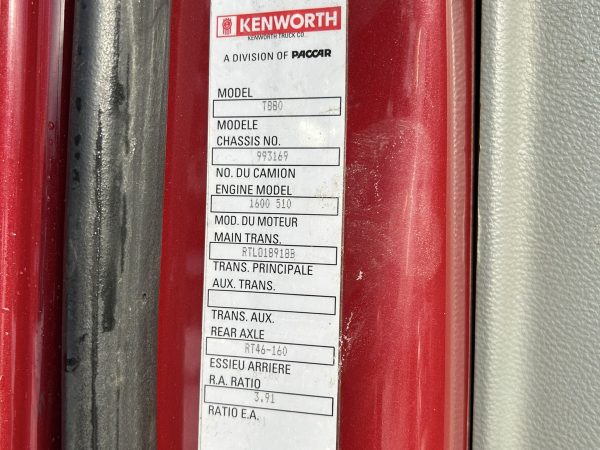 KENWORTH
KENWORTH TRUCK CO.
A DIVISION OF PACCAR
MODEL
T880
MODELE
CHASSIS NO.
993169
NO. DU CAMION
ENGINE MODEL
1600 510
MOD. DU MOTEUR
MAIN TRANS.
RTLO18918B
TRANS. PRINCIPALE
AUX. TRANS.
TRANS. AUX.
REAR AXLE
RT46-160
ESSIEU ARRIERE
R.A. RATIO
3.91
RATIO E.A.